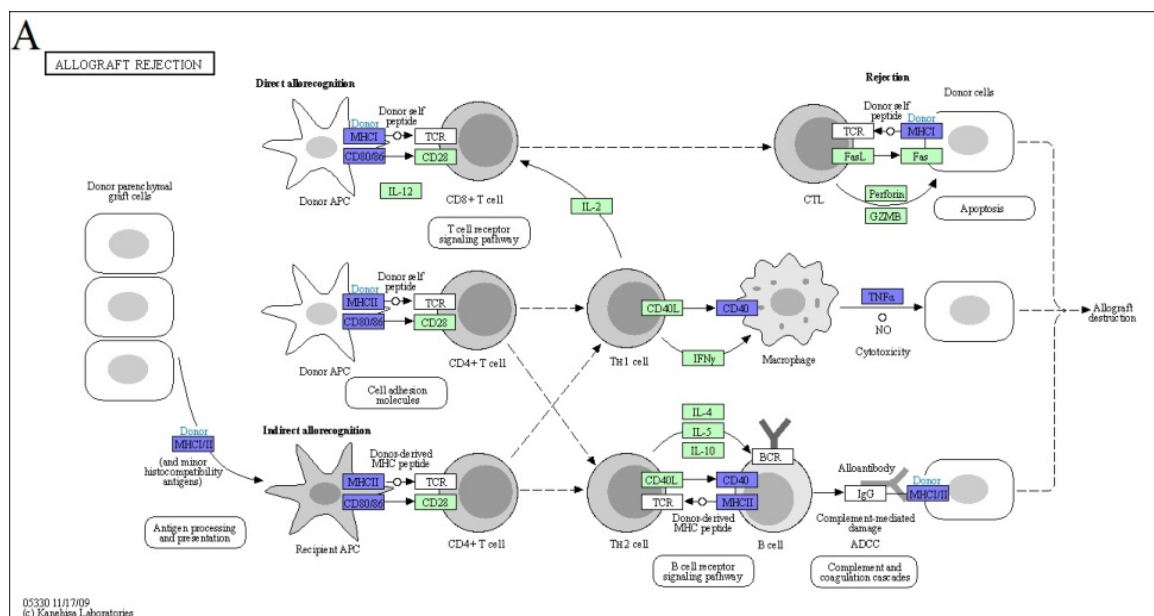 A
ALLOGRAFT REJECTION
Direct allorecognition
Donor self
peptide
Donor
MHCI
TCR
CD80/86
CD28
IL-12
Donor APC
CD8+ T cell
T cell receptor
signaling pathway
IL-2
Rejection
Donor cells
Donor self
peptide
Donor
TCR
MHCI
FasL
Fas
CTL
Perforin
GZMB
Apoptosis
Donor parenchymal
graft cells
Donor self
peptide
Donor
MHCII
TCR
CD80/86
CD28
Donor APC
CD4+ T cell
Cell adhesion
molecules
CD40L
CD40
IFNγ
TH1 cell
Macrophage
TNFα
NO
Cytotoxicity
Allograft
destruction
Donor
MHCI/II
(and minor
histocompatibility
antigens)
Antigen processing
and presentation
Indirect allorecognition
Donor-derived
MHC peptide
MHCII
TCR
CD80/86
CD28
Recipient APC
CD4+ T cell
IL-4
IL-5
IL-10
BCR
CD40L
CD40
TCR
MHCII
Donor-derived
MHC peptide
TH2 cell
B cell
B cell receptor
signaling pathway
Alloantibody
Donor
IgG
MHCI/II
Complement-mediated
damage
ADCC
Complement and
coagulation cascades
05330 11/17/09
(c) Kanehisa Laboratories